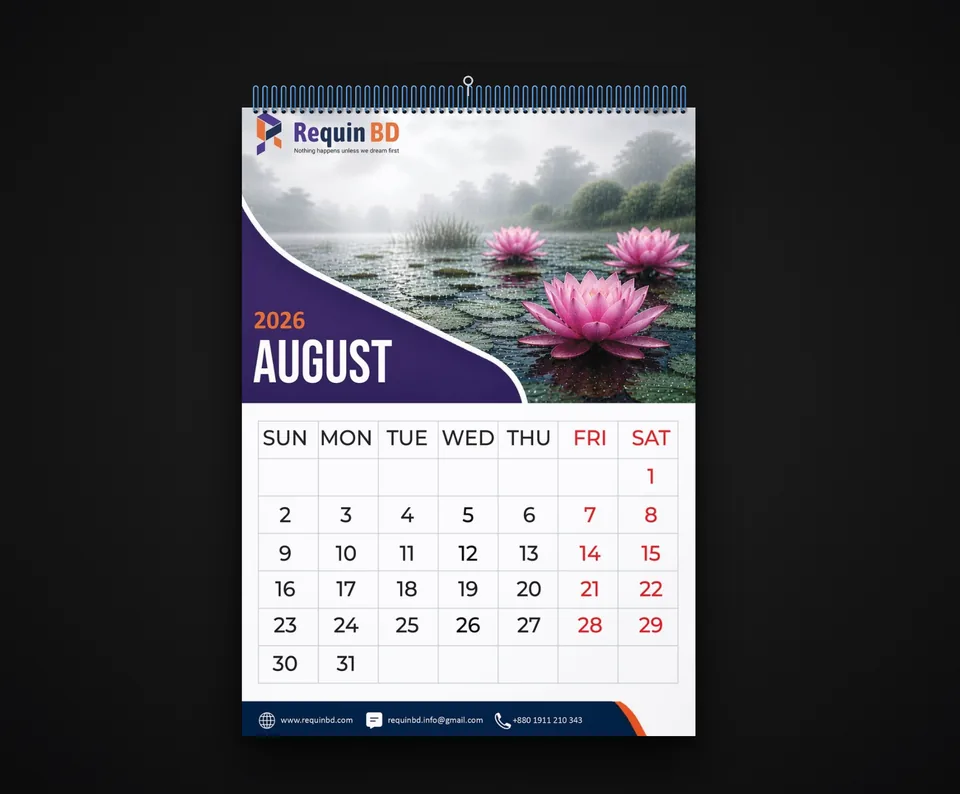 Requin BD
Nothing happens unless we dream first
2026
AUGUST
SUN MON TUE WED THU FRI SAT
1
2 3 4 5 6 7 8
9 10 11 12 13 14 15
16 17 18 19 20 21 22
23 24 25 26 27 28 29
30 31
www.requinbd.com requinbd.info@gmail.com +880 1911 210 343